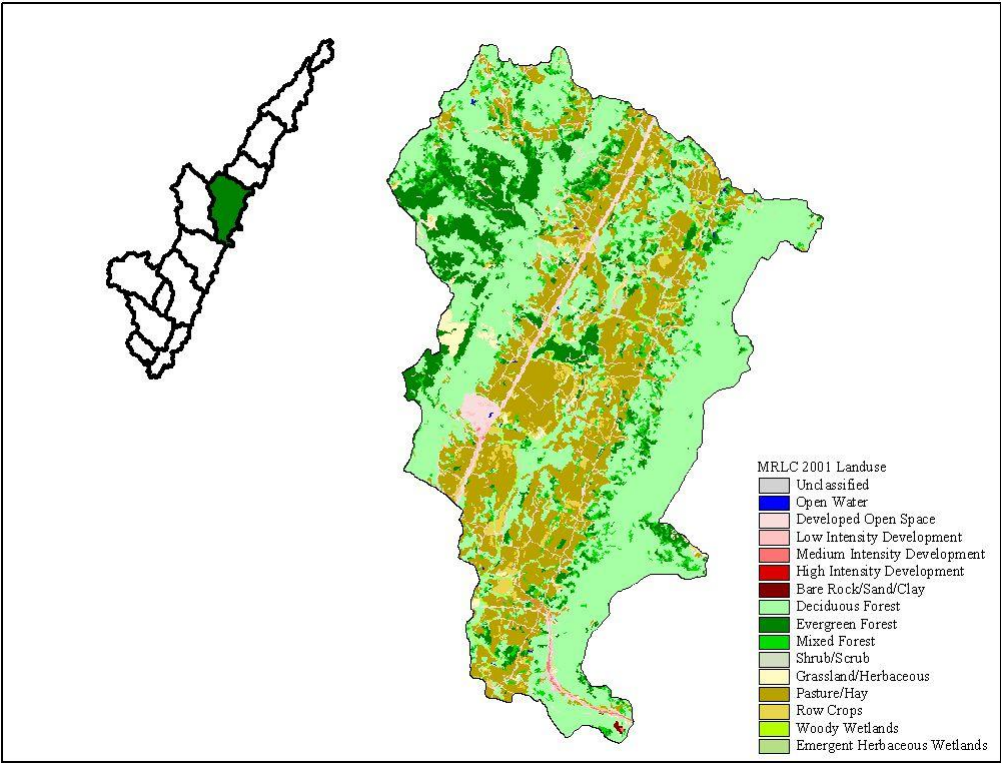 MRLC 2001 Landuse
Unclassified
Open Water
Developed Open Space
Low Intensity Development
Medium Intensity Development
High Intensity Development
Bare Rock/Sand/Clay
Deciduous Forest
Evergreen Forest
Mixed Forest
Shrub/Scrub
Grassland/Herbaceous
Pasture/Hay
Row Crops
Woody Wetlands
Emergent Herbaceous Wetlands